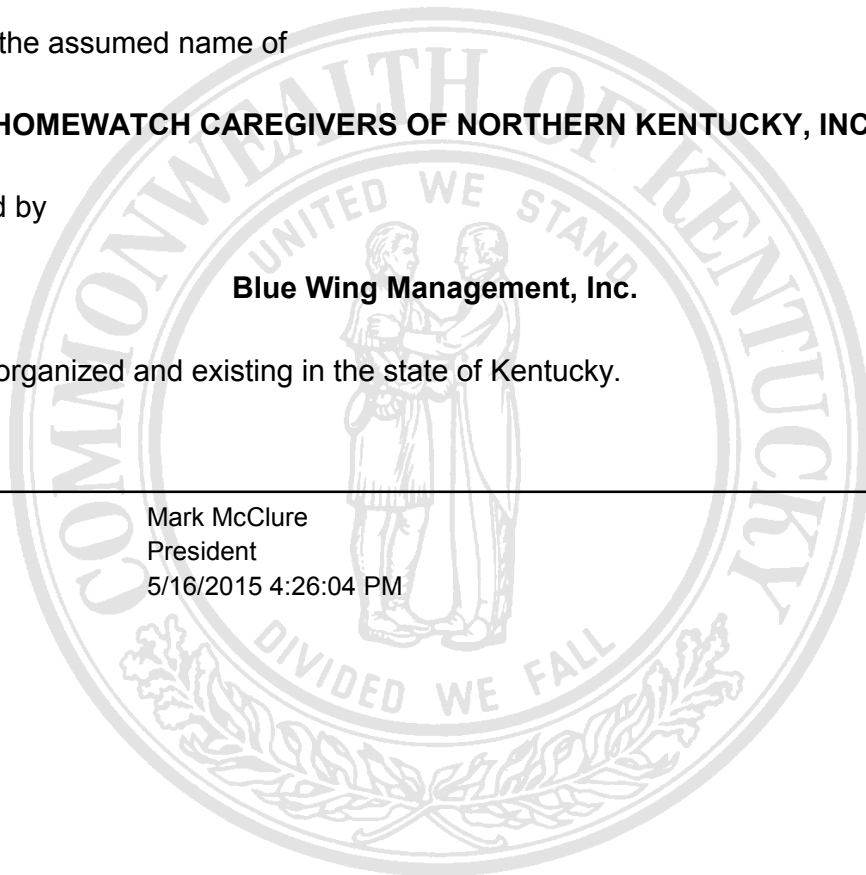 the assumed name of
HOMEWATCH CAREGIVERS OF NORTHERN KENTUCKY, INC
d by
Blue Wing Management, Inc.
organized and existing in the state of Kentucky.
Mark McClure
President
5/16/2015 4:26:04 PM
COMMONWEALTH OF KENTUCKY
UNITED WE STAND
DIVIDED WE FALL